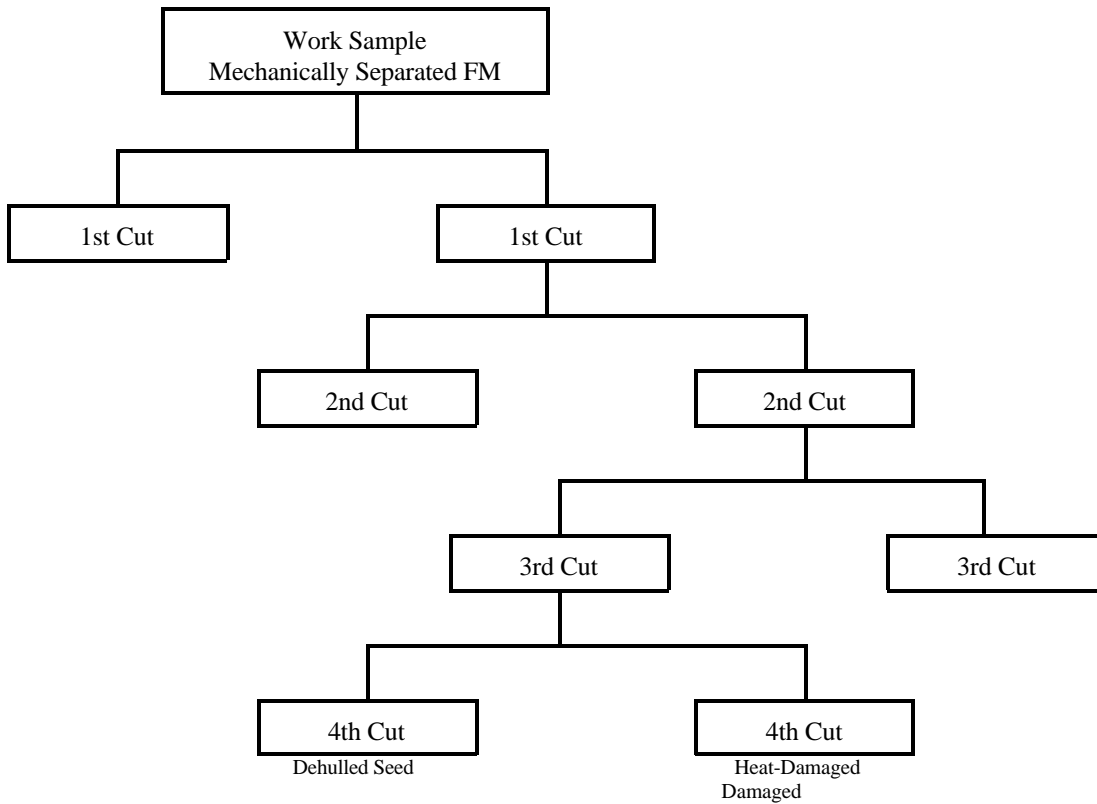 Work Sample
Mechanically Separated FM
1st Cut
1st Cut
2nd Cut
2nd Cut
3rd Cut
3rd Cut
4th Cut
Dehulled Seed
4th Cut
Heat-Damaged
Damaged